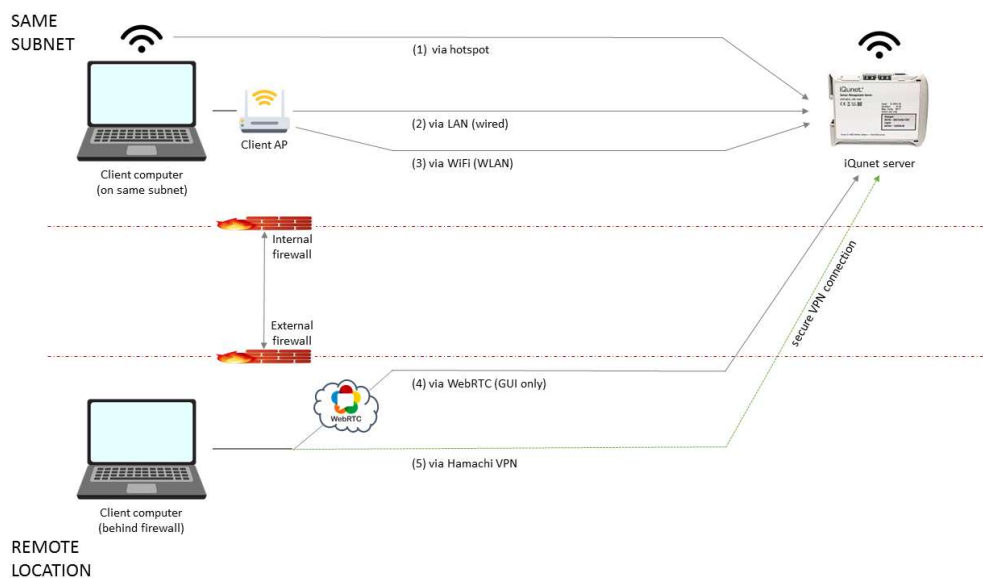 SAME
SUBNET
(1) via hotspot
iQunet
(2) via LAN (wired)
Client AP
(3) via WiFi (WLAN)
Client computer
(on same subnet)
iQunet server
Internal
firewall
secure VPN connection
External
firewall
(4) via WebRTC (GUI only)
WebRTC
(5) via Hamachi VPN
Client computer
(behind firewall)
REMOTE
LOCATION